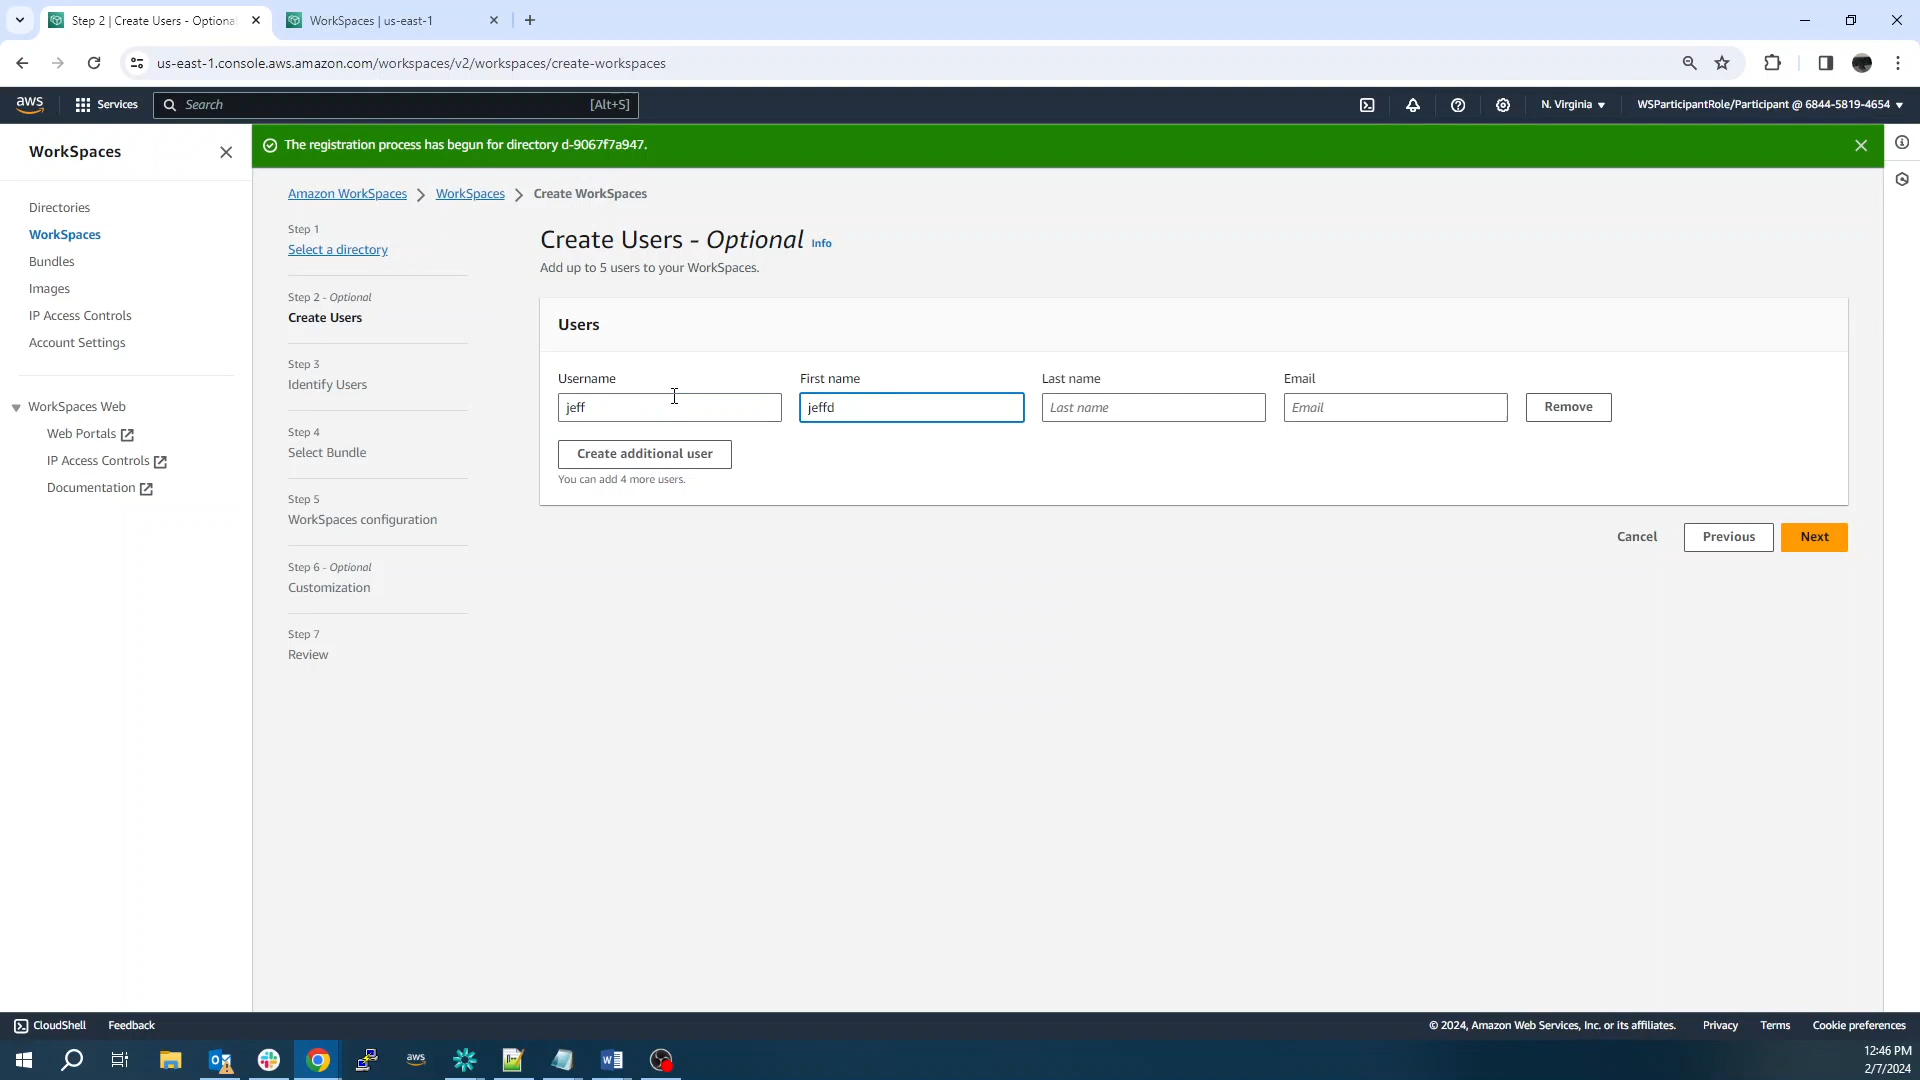 Step 2 | Create Users - Optiona
WorkSpaces | us-east-1
us-east-1.console.aws.amazon.com/workspaces/v2/workspaces/create-workspaces
aws
Services
Search
[Alt+S]
N. Virginia
WSParticipantRole/Participant @ 6844-5819-4654
WorkSpaces
Directories
WorkSpaces
Bundles
Images
IP Access Controls
Account Settings
WorkSpaces Web
Web Portals
IP Access Controls
Documentation
The registration process has begun for directory d-9067f7a947.
Amazon WorkSpaces
WorkSpaces
Create WorkSpaces
Step 1
Select a directory
Step 2 - Optional
Create Users
Step 3
Identify Users
Step 4
Select Bundle
Step 5
WorkSpaces configuration
Step 6 - Optional
Customization
Step 7
Review
Create Users - Optional Info
Add up to 5 users to your WorkSpaces.
Users
Username
First name
Last name
Email
jeff
jeffd
Last name
Email
Remove
Create additional user
You can add 4 more users.
Cancel
Previous
Next
CloudShell
Feedback
© 2024, Amazon Web Services, Inc. or its affiliates.
Privacy
Terms
Cookie preferences
aws
12:46 PM
2/7/2024